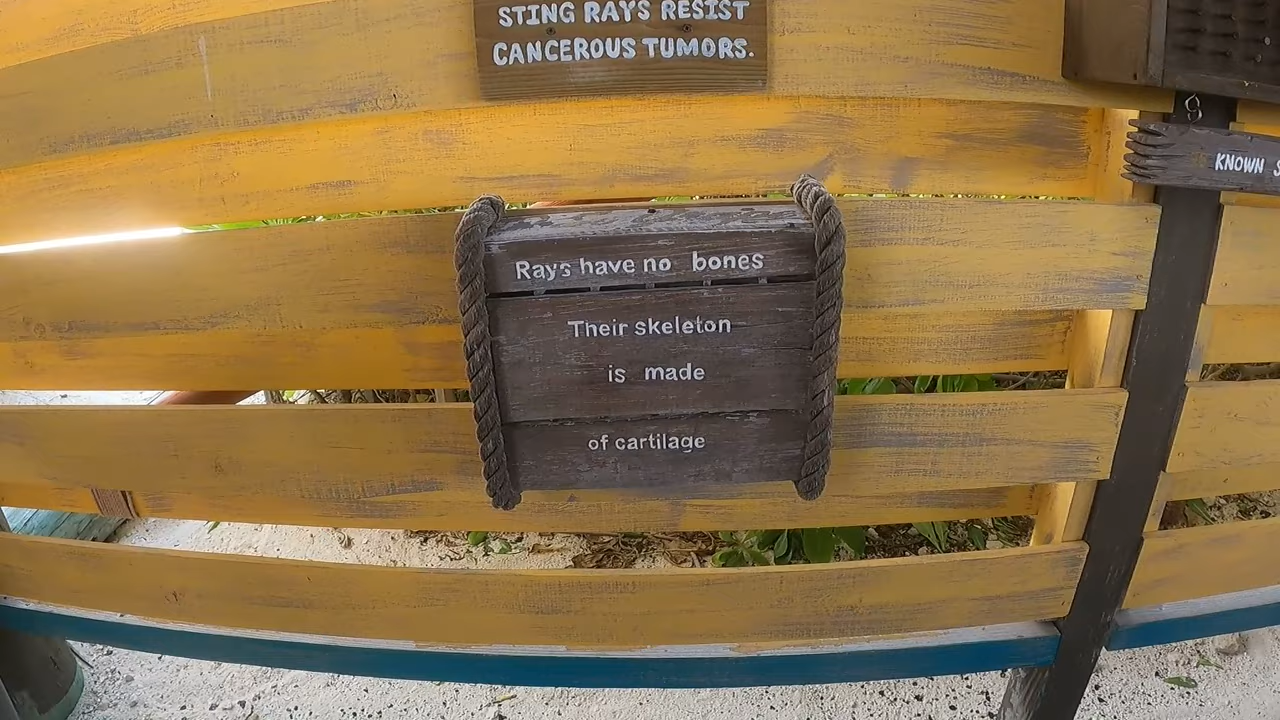 STING RAYS RESIST
CANCEROUS TUMORS.
KNOWN
Rays have no bones
Their skeleton
is made
of cartilage